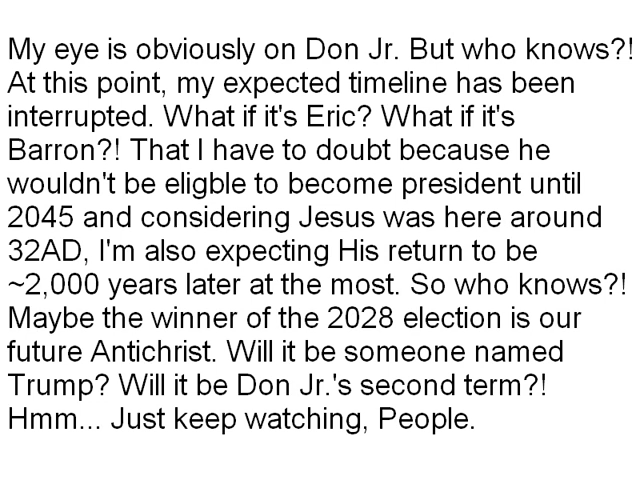 My eye is obviously on Don Jr. But who knows?!
At this point, my expected timeline has been
interrupted. What if it's Eric? What if it's
Barron?! That I have to doubt because he
wouldn't be eligble to become president until
2045 and considering Jesus was here around
32AD, I'm also expecting His return to be
~2,000 years later at the most. So who knows?!
Maybe the winner of the 2028 election is our
future Antichrist. Will it be someone named
Trump? Will it be Don Jr.'s second term?!
Hmm... Just keep watching, People.